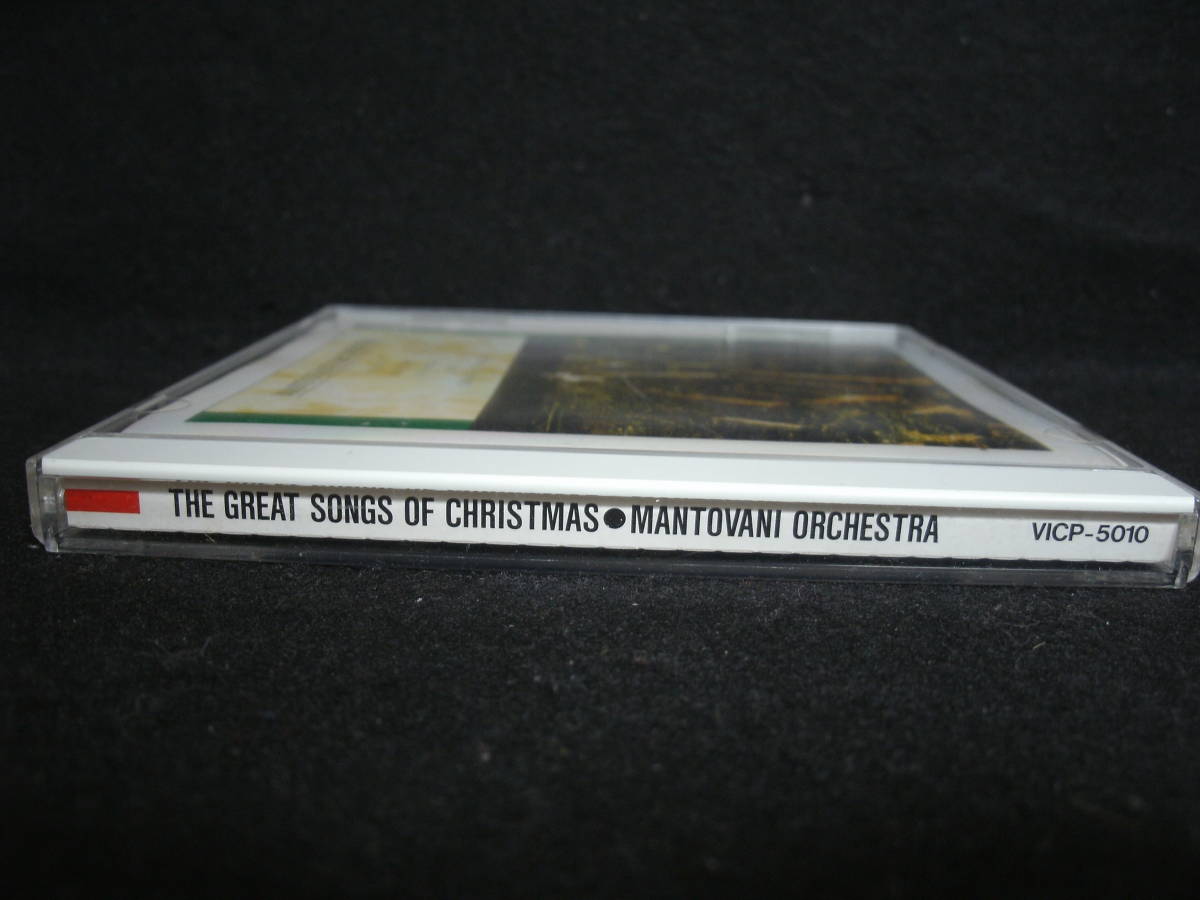 THE GREAT SONGS OF CHRISTMAS●MANTOVANI ORCHESTRA VICP-5010